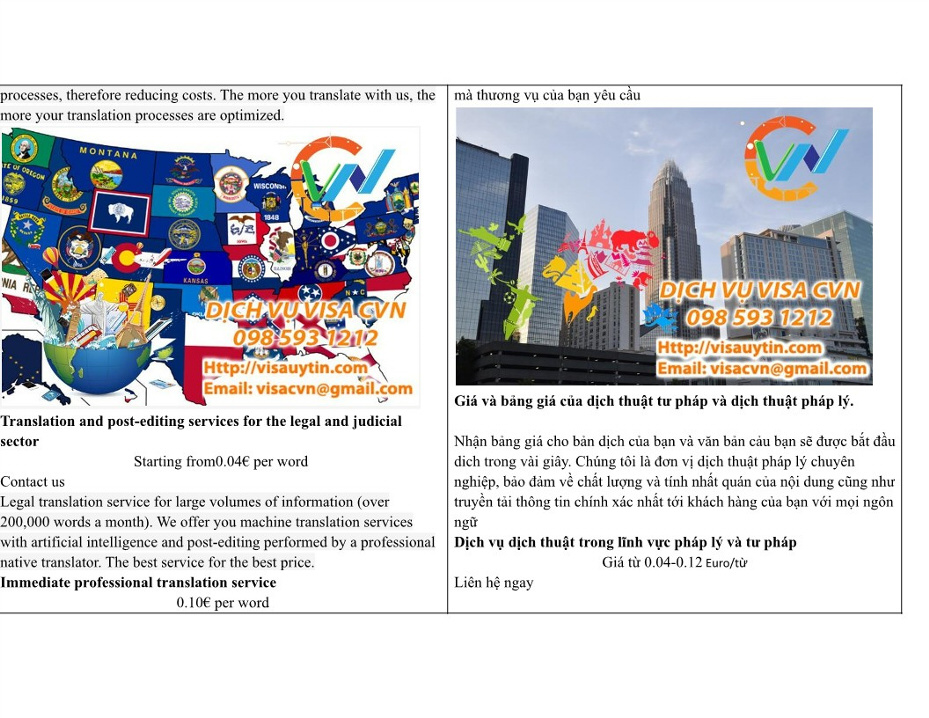 processes, therefore reducing costs. The more you translate with us, the
more your translation processes are optimized.
MONTANA
WISCONSIN
1848
KANSAS
DỊCH VỤ VISA CVN
098 593 1212
Http://visauytin.com
Email: visacvn@gmail.com
Translation and post-editing services for the legal and judicial
sector
Starting from0.04€ per word
Contact us
Legal translation service for large volumes of information (over
200,000 words a month). We offer you machine translation services
with artificial intelligence and post-editing performed by a professional
native translator. The best service for the best price.
Immediate professional translation service
0.10€ per word
mà thương vụ của bạn yêu cầu
DỊCH VỤ VISA CVN
098 593 1212
Http://visauytin.com
Email: visacvn@gmail.com
Giá và bảng giá của dịch thuật tư pháp và dịch thuật pháp lý.
Nhận bảng giá cho bản dịch của bạn và văn bản cảu bạn sẽ được bắt đầu
dich trong vài giây. Chúng tôi là đơn vị dịch thuật pháp lý chuyên
nghiệp, bảo đảm về chất lượng và tính nhất quán của nội dung cũng như
truyền tải thông tin chính xác nhất tới khách hàng của bạn với mọi ngôn
ngữ
Dịch vụ dịch thuật trong lĩnh vực pháp lý và tư pháp
Giá từ 0.04-0.12 Euro/từ
Liên hệ ngay